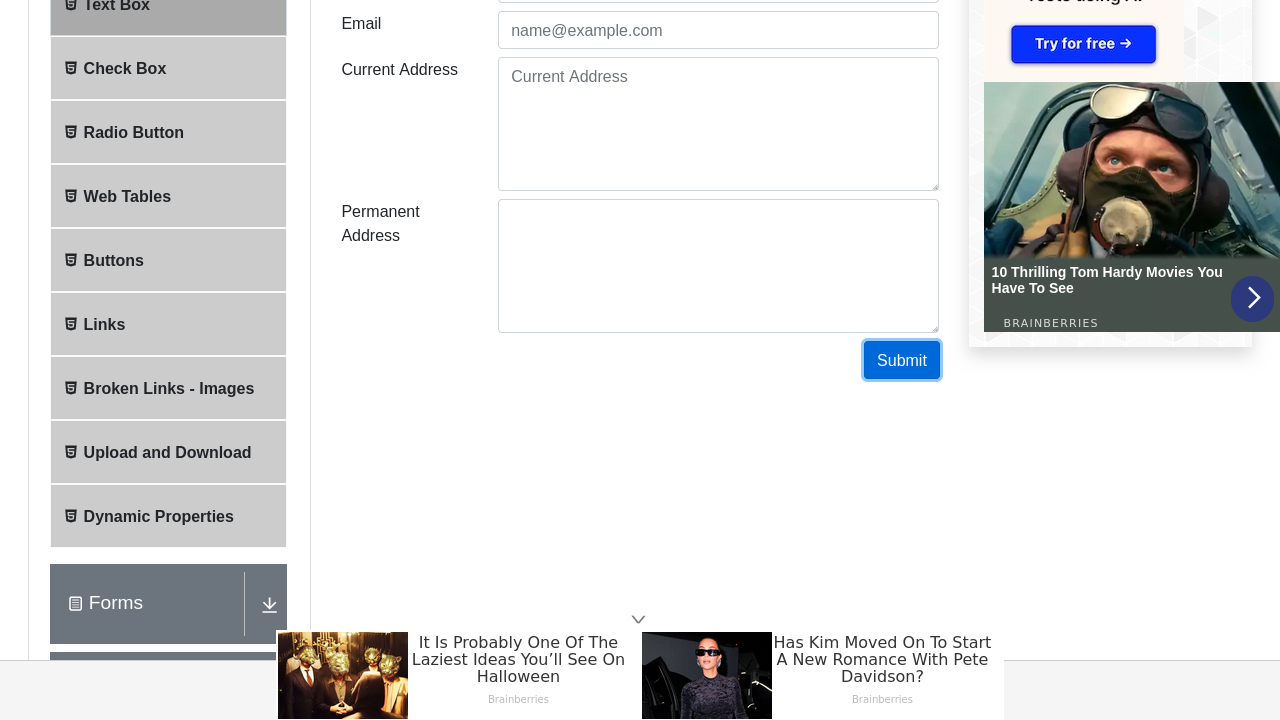 Text Box
Check Box
Radio Button
Web Tables
Buttons
Links
Broken Links - Images
Upload and Download
Dynamic Properties
Forms
Email
name@example.com
Current Address
Current Address
Permanent
Address
Submit
Try for free →
10 Thrilling Tom Hardy Movies You
Have To See
BRAINBERRIES
It Is Probably One Of The
Laziest Ideas You’ll See On
Halloween
Brainberries
Has Kim Moved On To Start
A New Romance With Pete
Davidson?
Brainberries